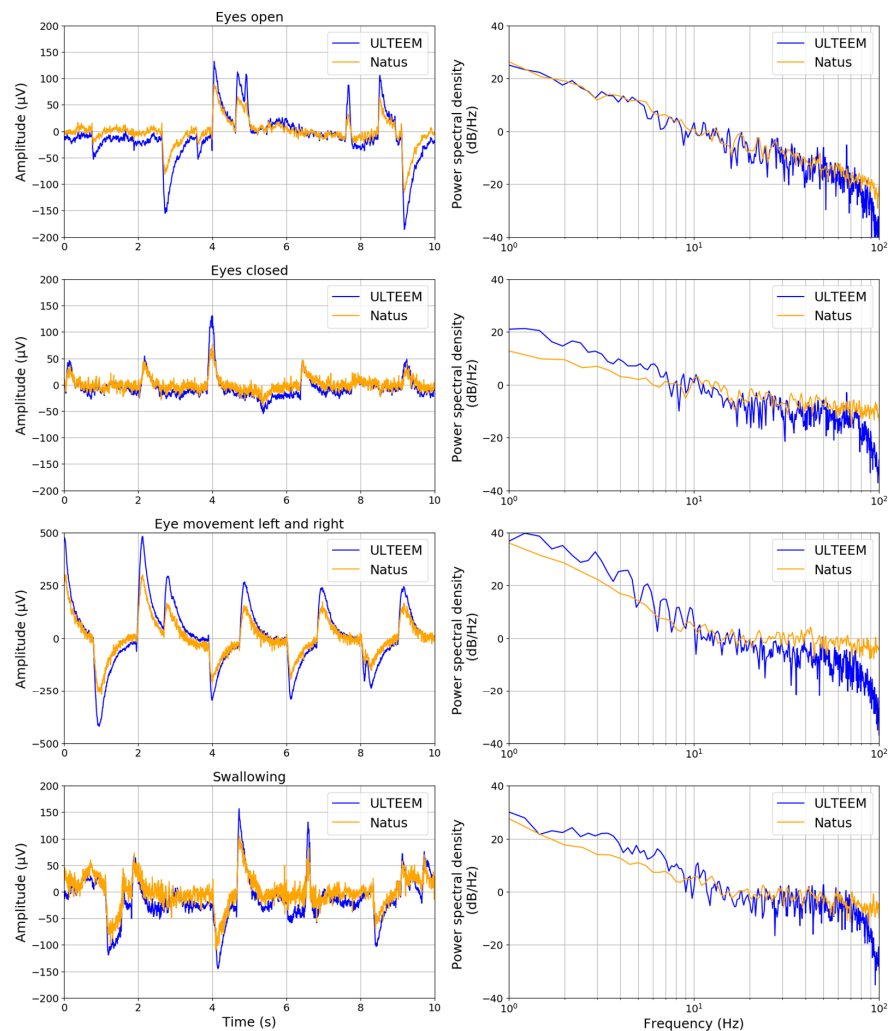 Eyes open
Amplitude (μV)
200
150
100
50
0
−50
−100
−150
−200
0 2 4 6 8 10
ULTEEM
Natus
Power spectral density
(dB/Hz)
40
20
0
−20
−40
10⁰ 10¹ 10²
ULTEEM
Natus
Eyes closed
Amplitude (μV)
200
150
100
50
0
−50
−100
−150
−200
0 2 4 6 8 10
ULTEEM
Natus
Power spectral density
(dB/Hz)
40
20
0
−20
−40
10⁰ 10¹ 10²
ULTEEM
Natus
Eye movement left and right
Amplitude (μV)
500
250
0
−250
−500
0 2 4 6 8 10
ULTEEM
Natus
Power spectral density
(dB/Hz)
40
20
0
−20
−40
10⁰ 10¹ 10²
ULTEEM
Natus
Swallowing
Amplitude (μV)
200
150
100
50
0
−50
−100
−150
−200
0 2 4 6 8 10
Time (s)
ULTEEM
Natus
Power spectral density
(dB/Hz)
40
20
0
−20
−40
10⁰ 10¹ 10²
Frequency (Hz)
ULTEEM
Natus